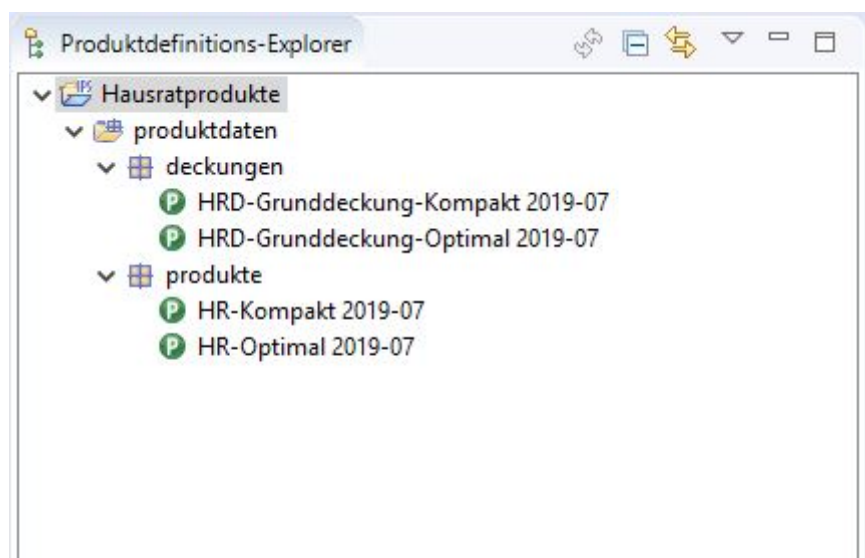 Produktdefinitions-Explorer
Hausratprodukte
produktdaten
deckungen
HRD-Grunddeckung-Kompakt 2019-07
HRD-Grunddeckung-Optimal 2019-07
produkte
HR-Kompakt 2019-07
HR-Optimal 2019-07